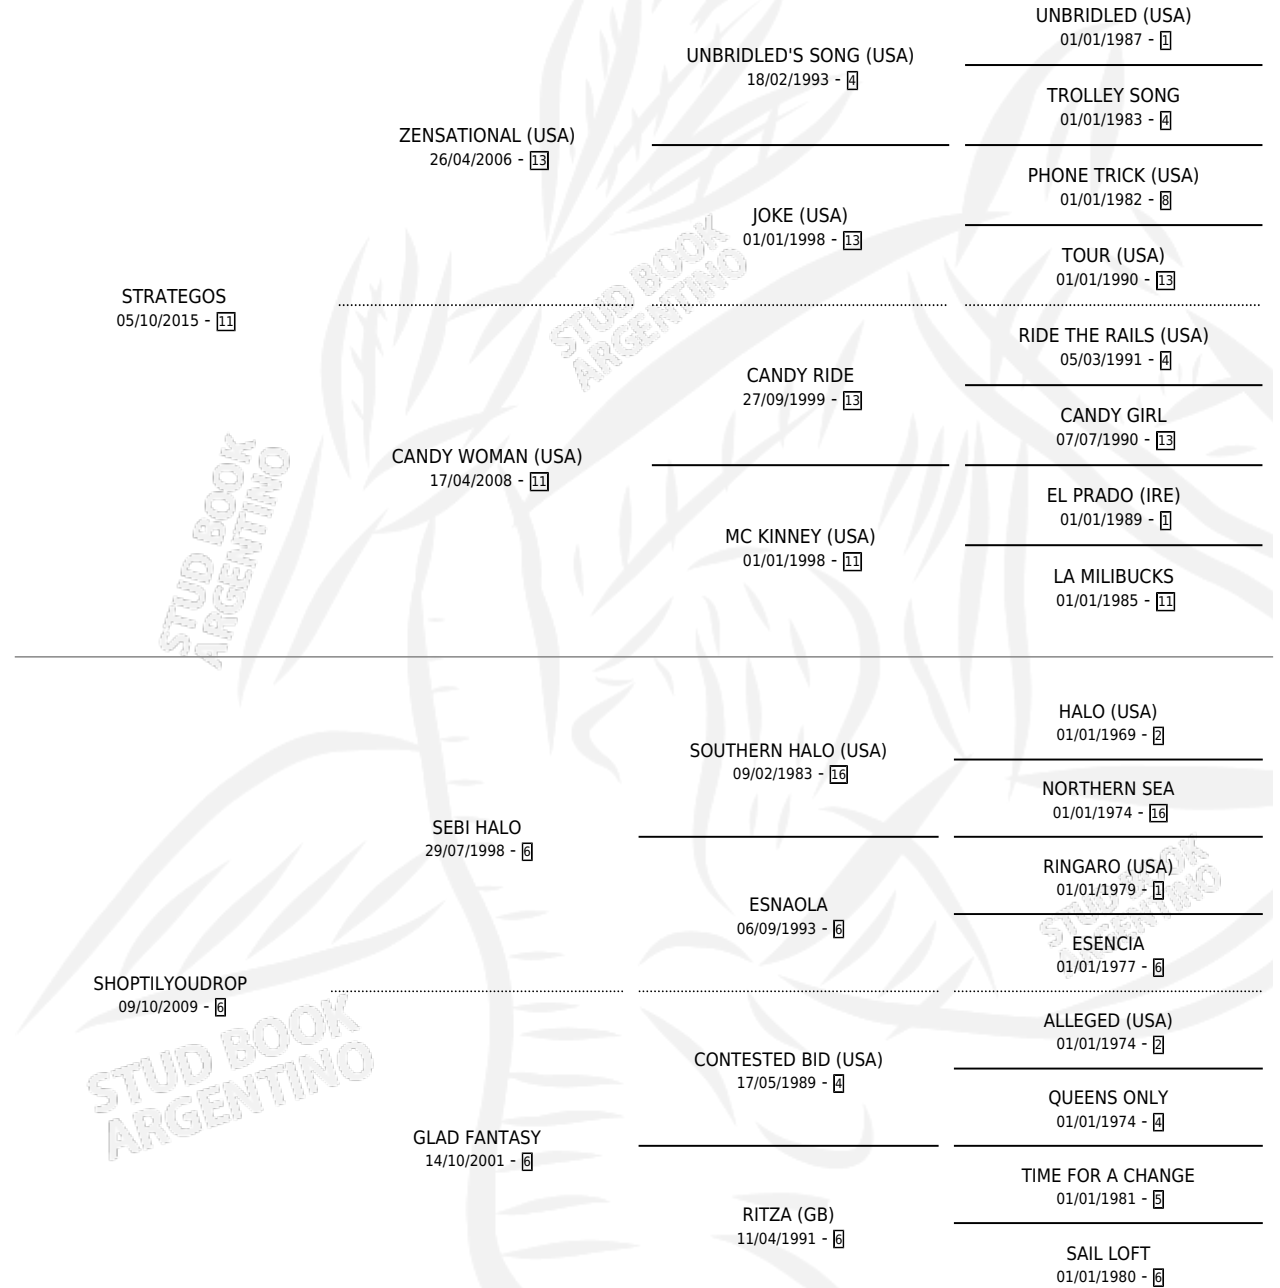 UNBRIDLED (USA)
01/01/1987 - 1
UNBRIDLED'S SONG (USA)
18/02/1993 - 4
TROLLEY SONG
01/01/1983 - 4
ZENSATIONAL (USA)
26/04/2006 - 13
PHONE TRICK (USA)
01/01/1982 - 8
JOKE (USA)
01/01/1998 - 13
TOUR (USA)
01/01/1990 - 13
STRATEGOS
05/10/2015 - 11
STUD BOOK
ARGENTINO
RIDE THE RAILS (USA)
05/03/1991 - 4
CANDY RIDE
27/09/1999 - 13
CANDY GIRL
07/07/1990 - 13
CANDY WOMAN (USA)
17/04/2008 - 11
EL PRADO (IRE)
01/01/1989 - 1
MC KINNEY (USA)
01/01/1998 - 11
LA MILIBUCKS
01/01/1985 - 11
STUD BOOK
ARGENTINO
HALO (USA)
01/01/1969 - 2
SOUTHERN HALO (USA)
09/02/1983 - 16
NORTHERN SEA
01/01/1974 - 16
SEBI HALO
29/07/1998 - 6
RINGARO (USA)
01/01/1979 - 1
ESNAOLA
06/09/1993 - 6
STUD BOOK
ARGENTINO
ESENCIA
01/01/1977 - 6
SHOPTILYOUDROP
09/10/2009 - 6
ALLEGED (USA)
01/01/1974 - 2
CONTESTED BID (USA)
17/05/1989 - 4
STUD BOOK
ARGENTINO
QUEENS ONLY
01/01/1974 - 4
GLAD FANTASY
14/10/2001 - 6
TIME FOR A CHANGE
01/01/1981 - 5
RITZA (GB)
11/04/1991 - 6
SAIL LOFT
01/01/1980 - 6